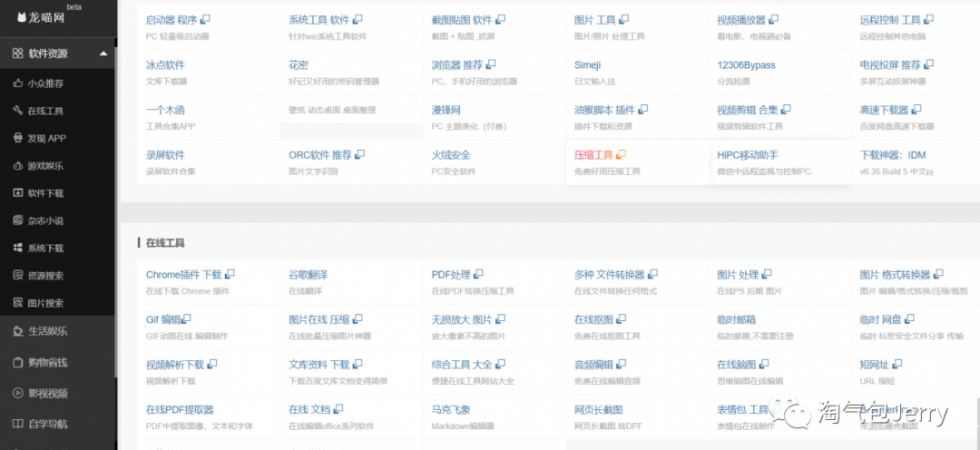 beta
龙喵网
软件资源
小众推荐
在线工具
发现 APP
游戏娱乐
软件下载
杂志小说
系统下载
资源搜索
图片搜索
生活娱乐
购物省钱
影视视频
自学导航
启动器 程序 系统工具 软件 截图贴图 软件 图片 工具 视频播放器 远程控制 工具
PC 轻量级启动器 针对win系统工具软件 截图 + 贴图 ,抓屏 图片/照片 处理工具 看电影、电视剧必备 远程控制其他电脑
冰点软件 花密 浏览器 推荐 Simeji 12306Bypass 电视投屏 推荐
文库下载器 好记又好用的密码管理器 PC、手机好用的浏览器 日文输入法 分流抢票 多屏互动投屏神器
一个木函 壁纸 动态桌面 桌面整理 漫锋网 油猴脚本 插件 视频剪辑 合集 高速下载器
工具合集APP PC 主题美化（付费） 插件下载和资源 视频剪辑软件工具 百度网盘高速下载器
录屏软件 ORC软件 推荐 火绒安全 压缩工具 HiPC移动助手 下载神器：IDM
录屏软件合集 图片文字识别 PC安全软件 免费好用压缩工具 微信中远程监视与控制PC v6.35 Build 5 中文pj
在线工具
Chrome插件 下载 谷歌翻译 PDF处理 多种 文件转换器 图片 处理 图片 格式转换器
在线下载 Chrome 插件 在线翻译 在线PDF转换压缩工具 在线文件转换任何格式 在线PS 后期 图片 图片 编辑/格式转换/压缩/裁剪
Gif 编辑 图片在线 压缩 无损放大 图片 在线抠图 临时邮箱 临时 网盘
GIF动图在线 编辑制作 在线批量压缩图片神器 放大像素不高的图片 免费在线抠图工具 临时邮箱,不需要注册 临时 私密安全文件分享 传输
视频解析下载 文库资料 下载 综合工具 大全 音频编辑 在线脑图 短网址
视频解析下载 下载百度文库文档变得简单 便捷在线工具网站大全 免费在线编辑音频 思维脑图在线编辑 URL 缩短
在线PDF提取器 在线 文档 马克飞象 网页长截图 表情包 工具
PDF中提取图像、文本和字体 在线编辑office系列软件 Markdown编辑器 网页长截图,转DPF 表情包在线制作
淘气包Jerry